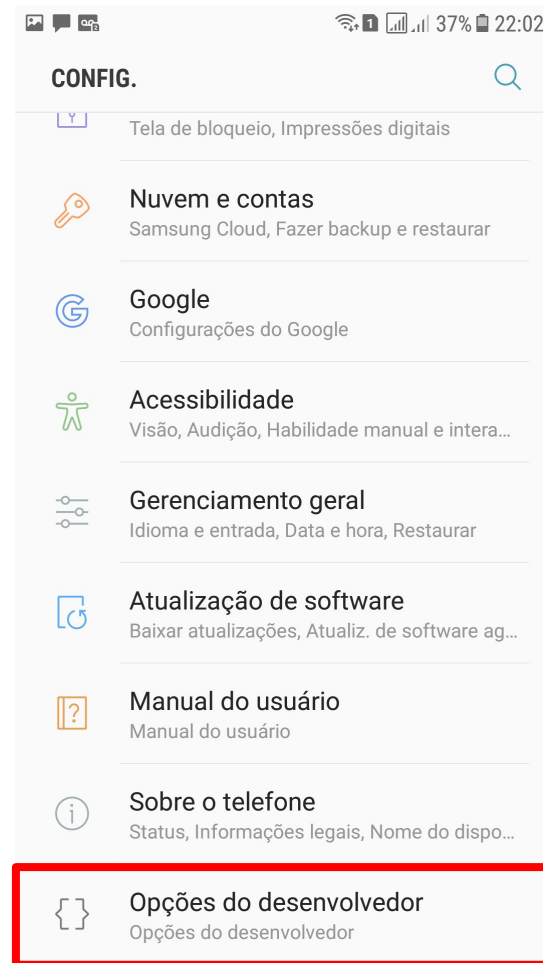 1 37% 22:02
CONFIG.
Tela de bloqueio, Impressões digitais
Nuvem e contas
Samsung Cloud, Fazer backup e restaurar
Google
Configurações do Google
Acessibilidade
Visão, Audição, Habilidade manual e intera...
Gerenciamento geral
Idioma e entrada, Data e hora, Restaurar
Atualização de software
Baixar atualizações, Atualiz. de software ag...
Manual do usuário
Manual do usuário
Sobre o telefone
Status, Informações legais, Nome do dispo...
Opções do desenvolvedor
Opções do desenvolvedor